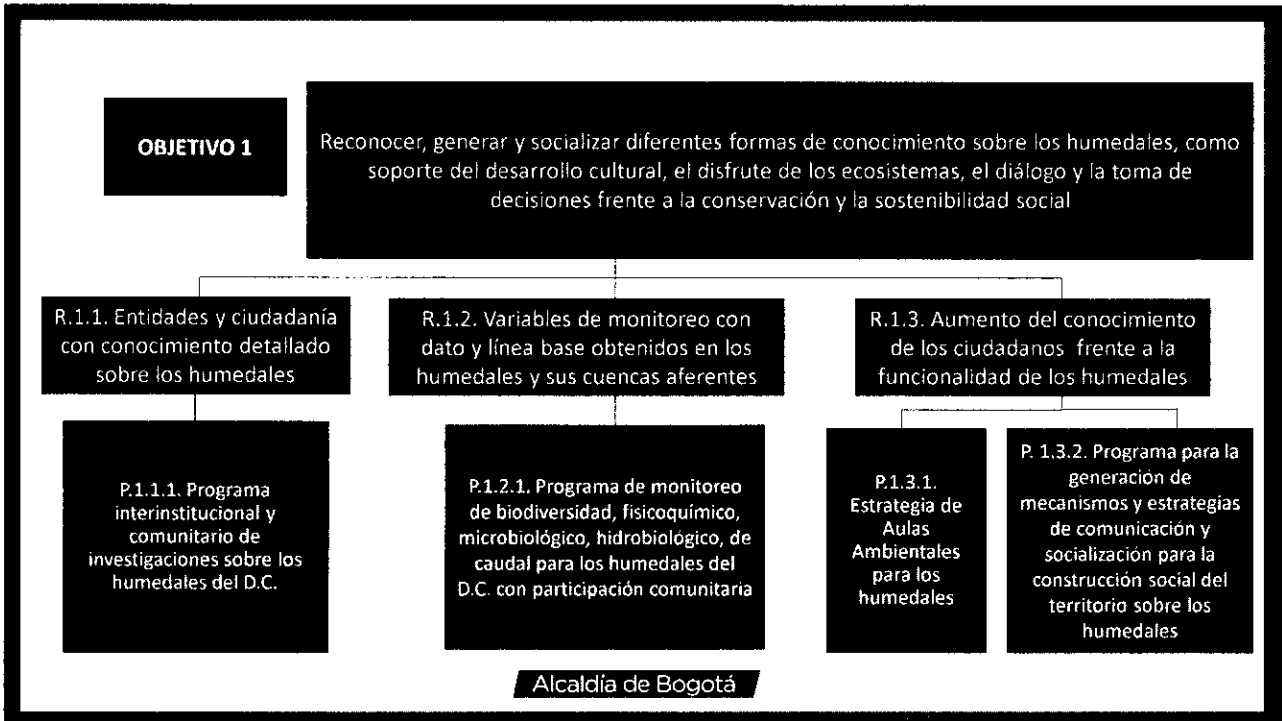 OBJETIVO 1
Reconocer, generar y socializar diferentes formas de conocimiento sobre los humedales, como
soporte del desarrollo cultural, el disfrute de los ecosistemas, el diálogo y la toma de
decisiones frente a la conservación y la sostenibilidad social
R.1.1. Entidades y ciudadanía
con conocimiento detallado
sobre los humedales
R.1.2. Variables de monitoreo con
dato y línea base obtenidos en los
humedales y sus cuencas aferentes
R.1.3. Aumento del conocimiento
de los ciudadanos frente a la
funcionalidad de los humedales
P.1.1.1. Programa
interinstitucional y
comunitario de
investigaciones sobre los
humedales del D.C.
P.1.2.1. Programa de monitoreo
de biodiversidad, fisicoquímico,
microbiológico, hidrobiológico, de
caudal para los humedales del
D.C. con participación comunitaria
P.1.3.1.
Estrategia de
Aulas
Ambientales
para los
humedales
P. 1.3.2. Programa para la
generación de
mecanismos y estrategias
de comunicación y
socialización para la
construcción social del
territorio sobre los
humedales
Alcaldía de Bogotá